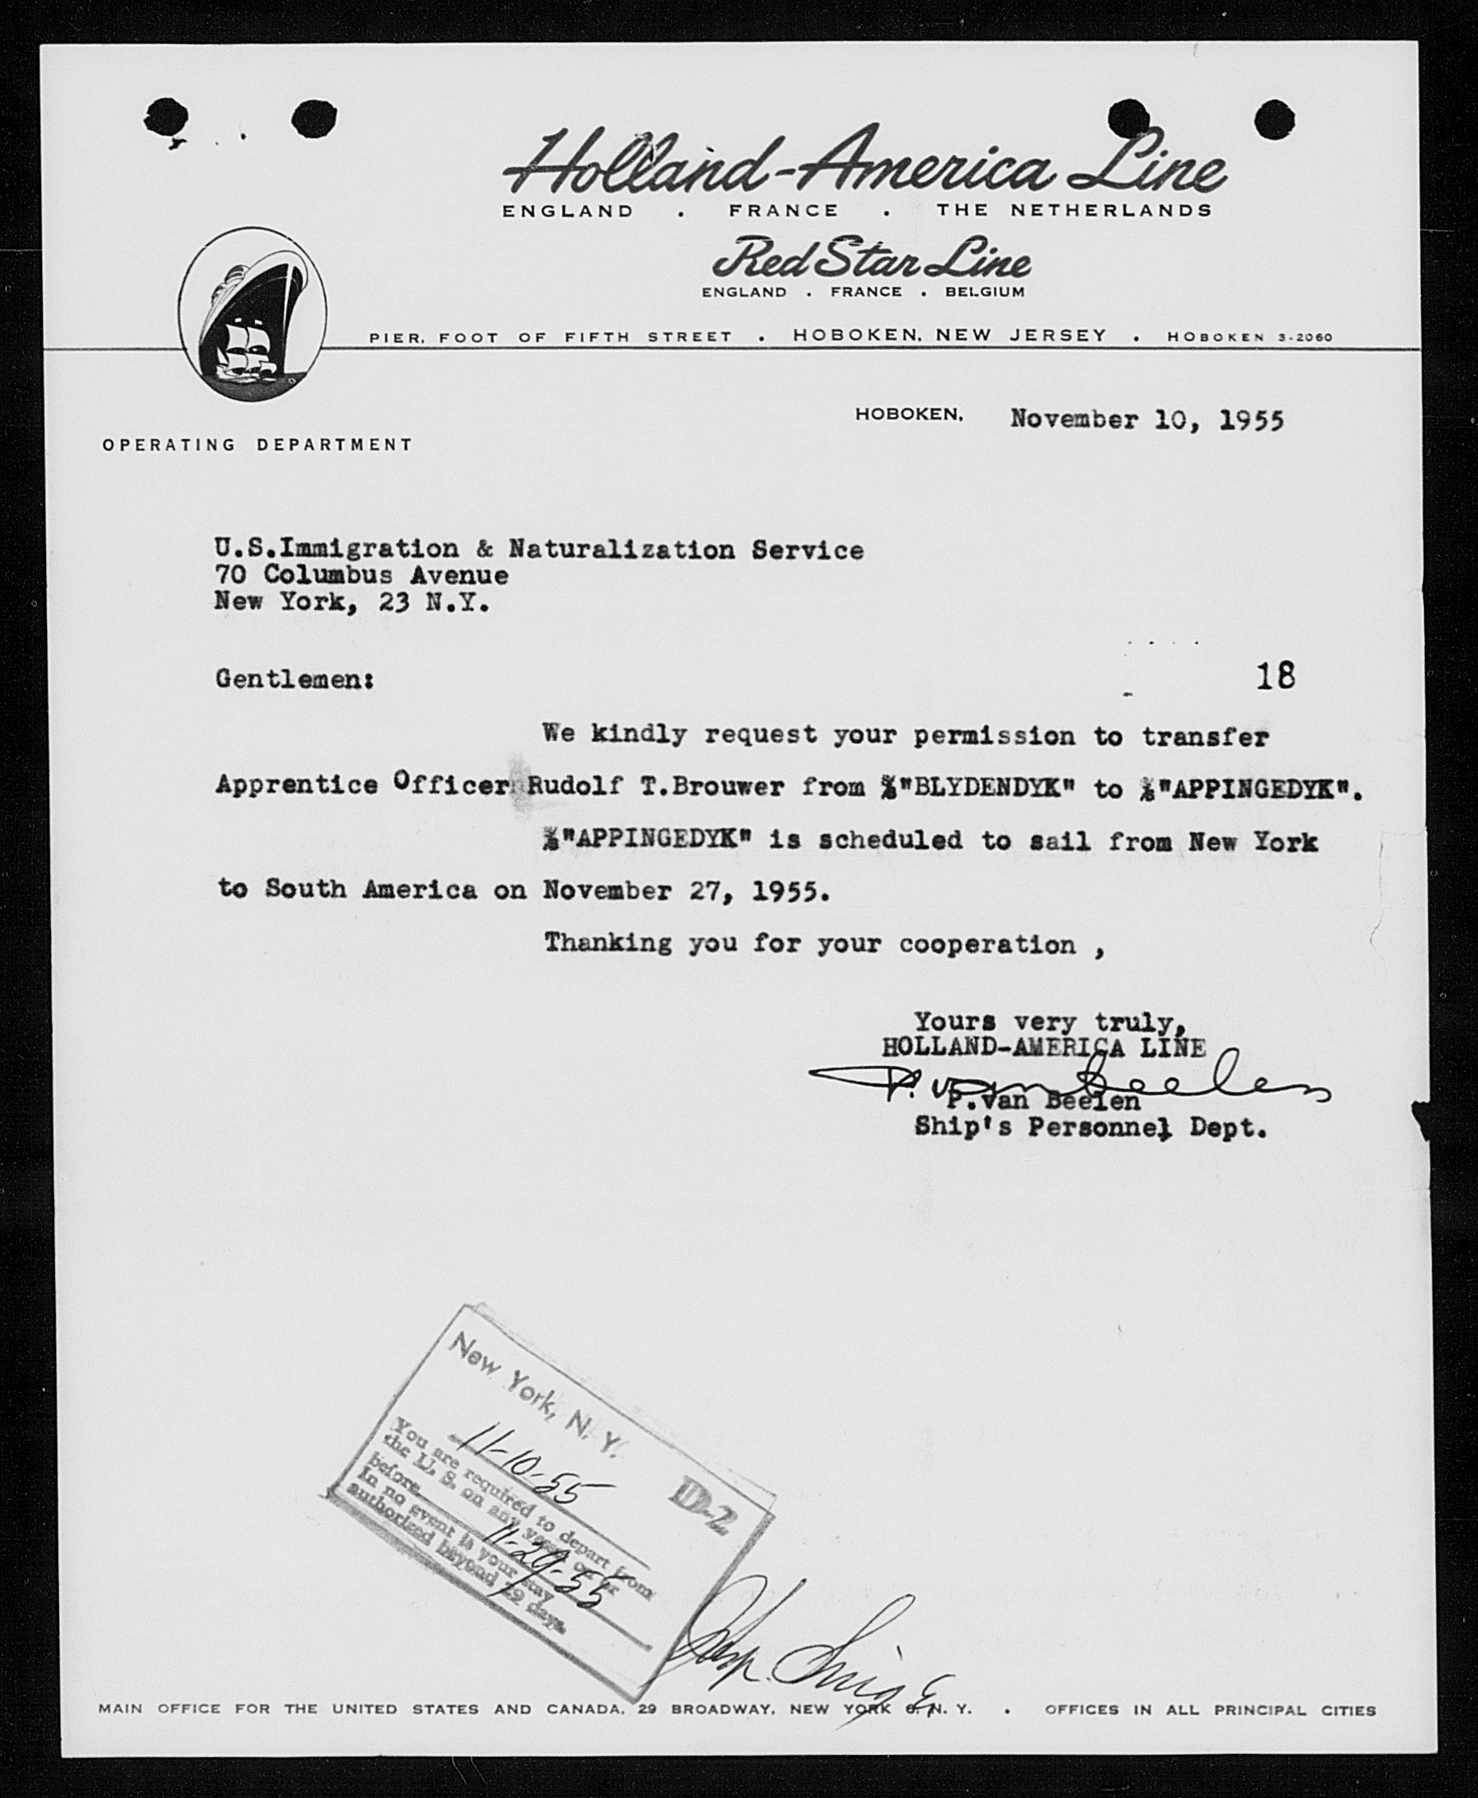 Holland-America Line
ENGLAND . FRANCE . THE NETHERLANDS
Red Star Line
ENGLAND . FRANCE . BELGIUM
PIER, FOOT OF FIFTH STREET . HOBOKEN, NEW JERSEY . HOBOKEN 3-2060
HOBOKEN, November 10, 1955
OPERATING DEPARTMENT
U.S.Immigration & Naturalization Service
70 Columbus Avenue
New York, 23 N.Y.
Gentlemen:
18
We kindly request your permission to transfer
Apprentice Officer Rudolf T.Brouwer from "BLYDENDYK" to "APPINGEDYK".
"APPINGEDYK" is scheduled to sail from New York
to South America on November 27, 1955.
Thanking you for your cooperation ,
Yours very truly,
HOLLAND-AMERICA LINE
P. van Beelen
P.van Beelen
Ship's Personnel Dept.
New York, N. Y.
11-10-55
D-2
You are required to depart from
the U. S. on any vessel on or
before 11-29-55
In no event is your stay
authorized beyond 29 days.
MAIN OFFICE FOR THE UNITED STATES AND CANADA, 29 BROADWAY, NEW YORK 6, N. Y. . OFFICES IN ALL PRINCIPAL CITIES